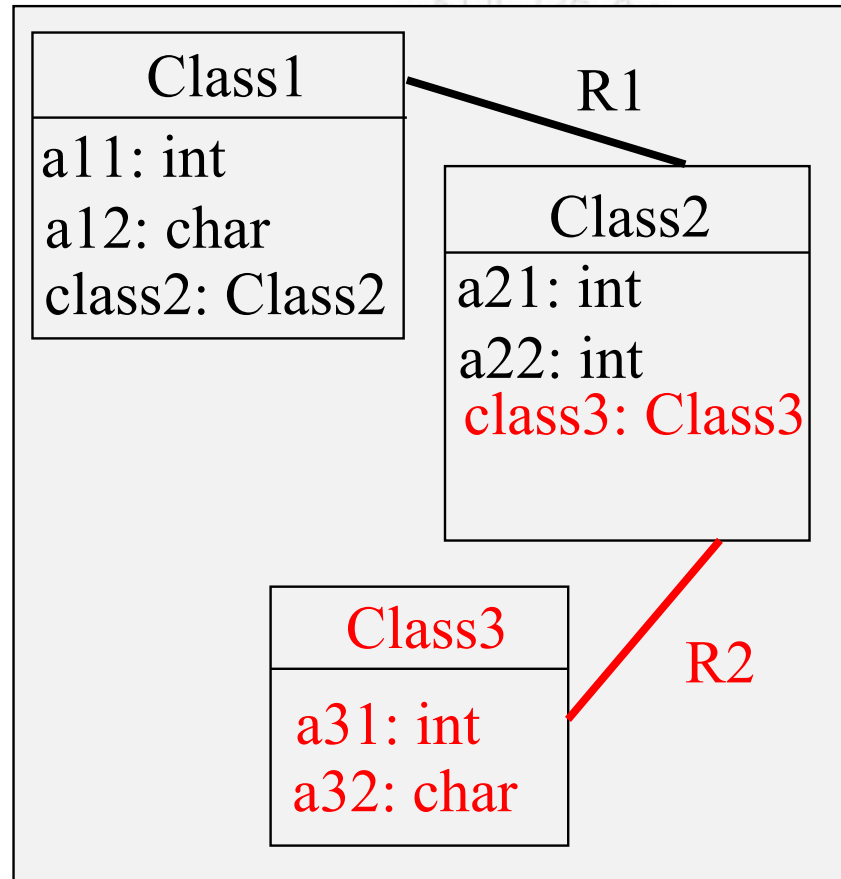 Class1
a11: int
a12: char
class2: Class2
R1
Class2
a21: int
a22: int
class3: Class3
R2
Class3
a31: int
a32: char